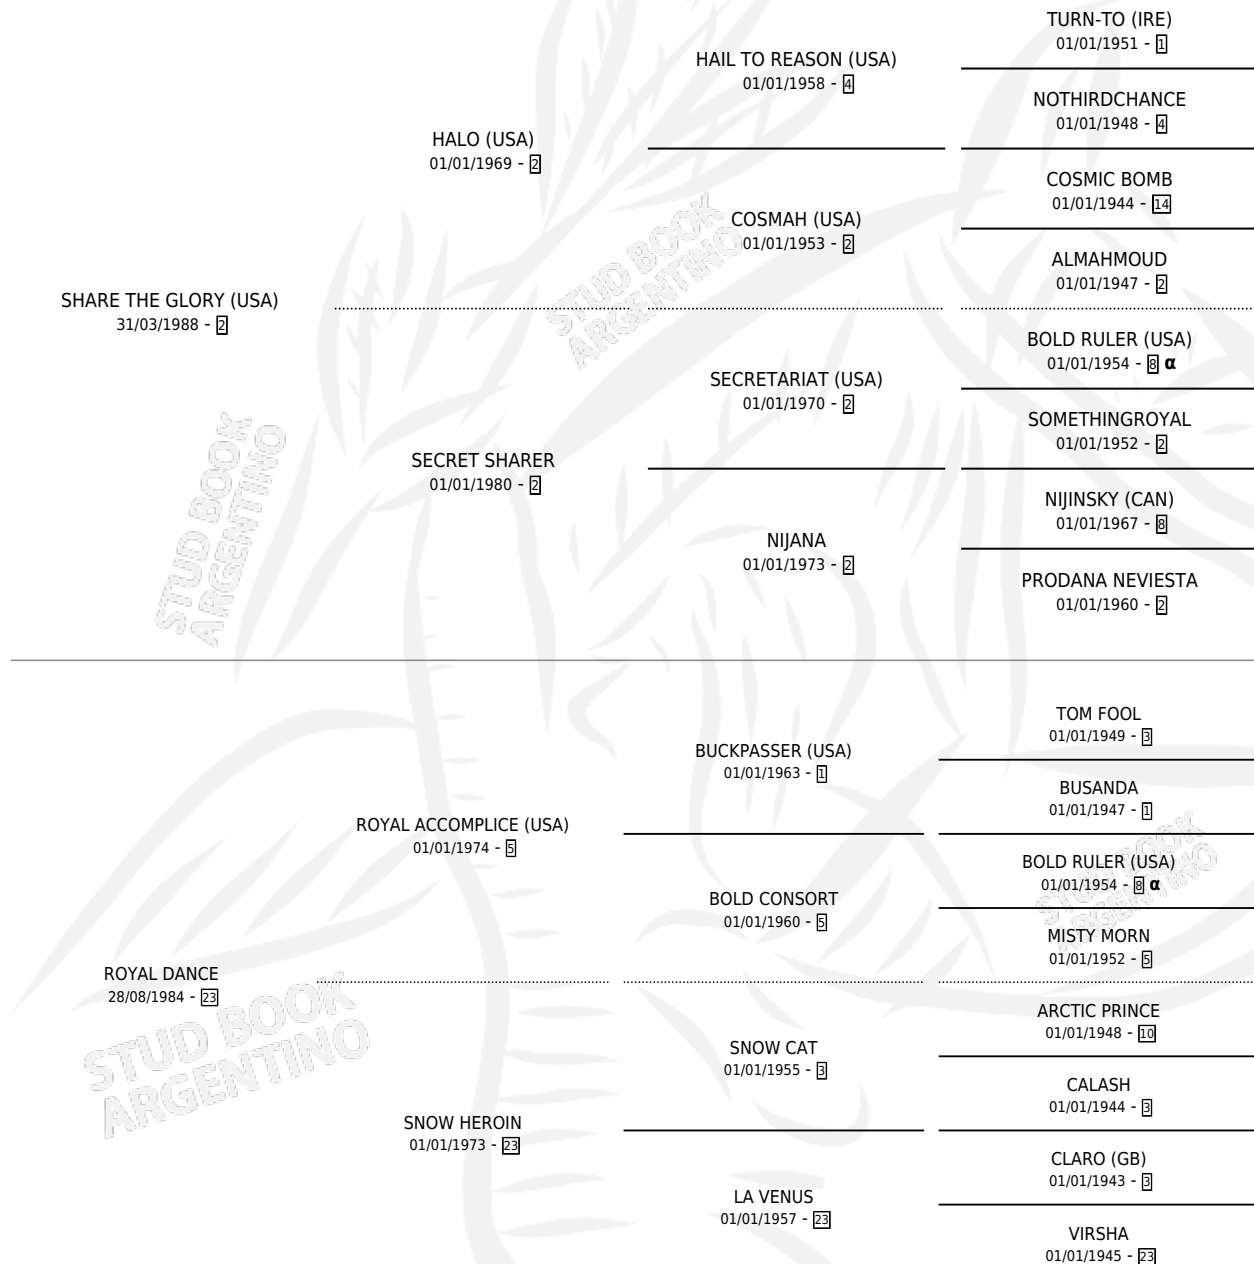 TURN-TO (IRE)
01/01/1951 - 1
HAIL TO REASON (USA)
01/01/1958 - 4
NOTHIRDCHANCE
01/01/1948 - 4
HALO (USA)
01/01/1969 - 2
COSMIC BOMB
01/01/1944 - 14
COSMAH (USA)
01/01/1953 - 2
ALMAHMOUD
01/01/1947 - 2
SHARE THE GLORY (USA)
31/03/1988 - 2
BOLD RULER (USA)
01/01/1954 - 8 α
SECRETARIAT (USA)
01/01/1970 - 2
SOMETHINGROYAL
01/01/1952 - 2
SECRET SHARER
01/01/1980 - 2
NIJINSKY (CAN)
01/01/1967 - 8
NIJANA
01/01/1973 - 2
PRODANA NEVIESTA
01/01/1960 - 2
TOM FOOL
01/01/1949 - 3
BUCKPASSER (USA)
01/01/1963 - 1
BUSANDA
01/01/1947 - 1
ROYAL ACCOMPLICE (USA)
01/01/1974 - 5
BOLD RULER (USA)
01/01/1954 - 8 α
BOLD CONSORT
01/01/1960 - 5
MISTY MORN
01/01/1952 - 5
ROYAL DANCE
28/08/1984 - 23
ARCTIC PRINCE
01/01/1948 - 10
SNOW CAT
01/01/1955 - 3
CALASH
01/01/1944 - 3
SNOW HEROIN
01/01/1973 - 23
CLARO (GB)
01/01/1943 - 3
LA VENUS
01/01/1957 - 23
VIRSHA
01/01/1945 - 23
STUD BOOK
ARGENTINO
STUD BOOK
ARGENTINO
STUD BOOK
ARGENTINO
STUD BOOK
ARGENTINO